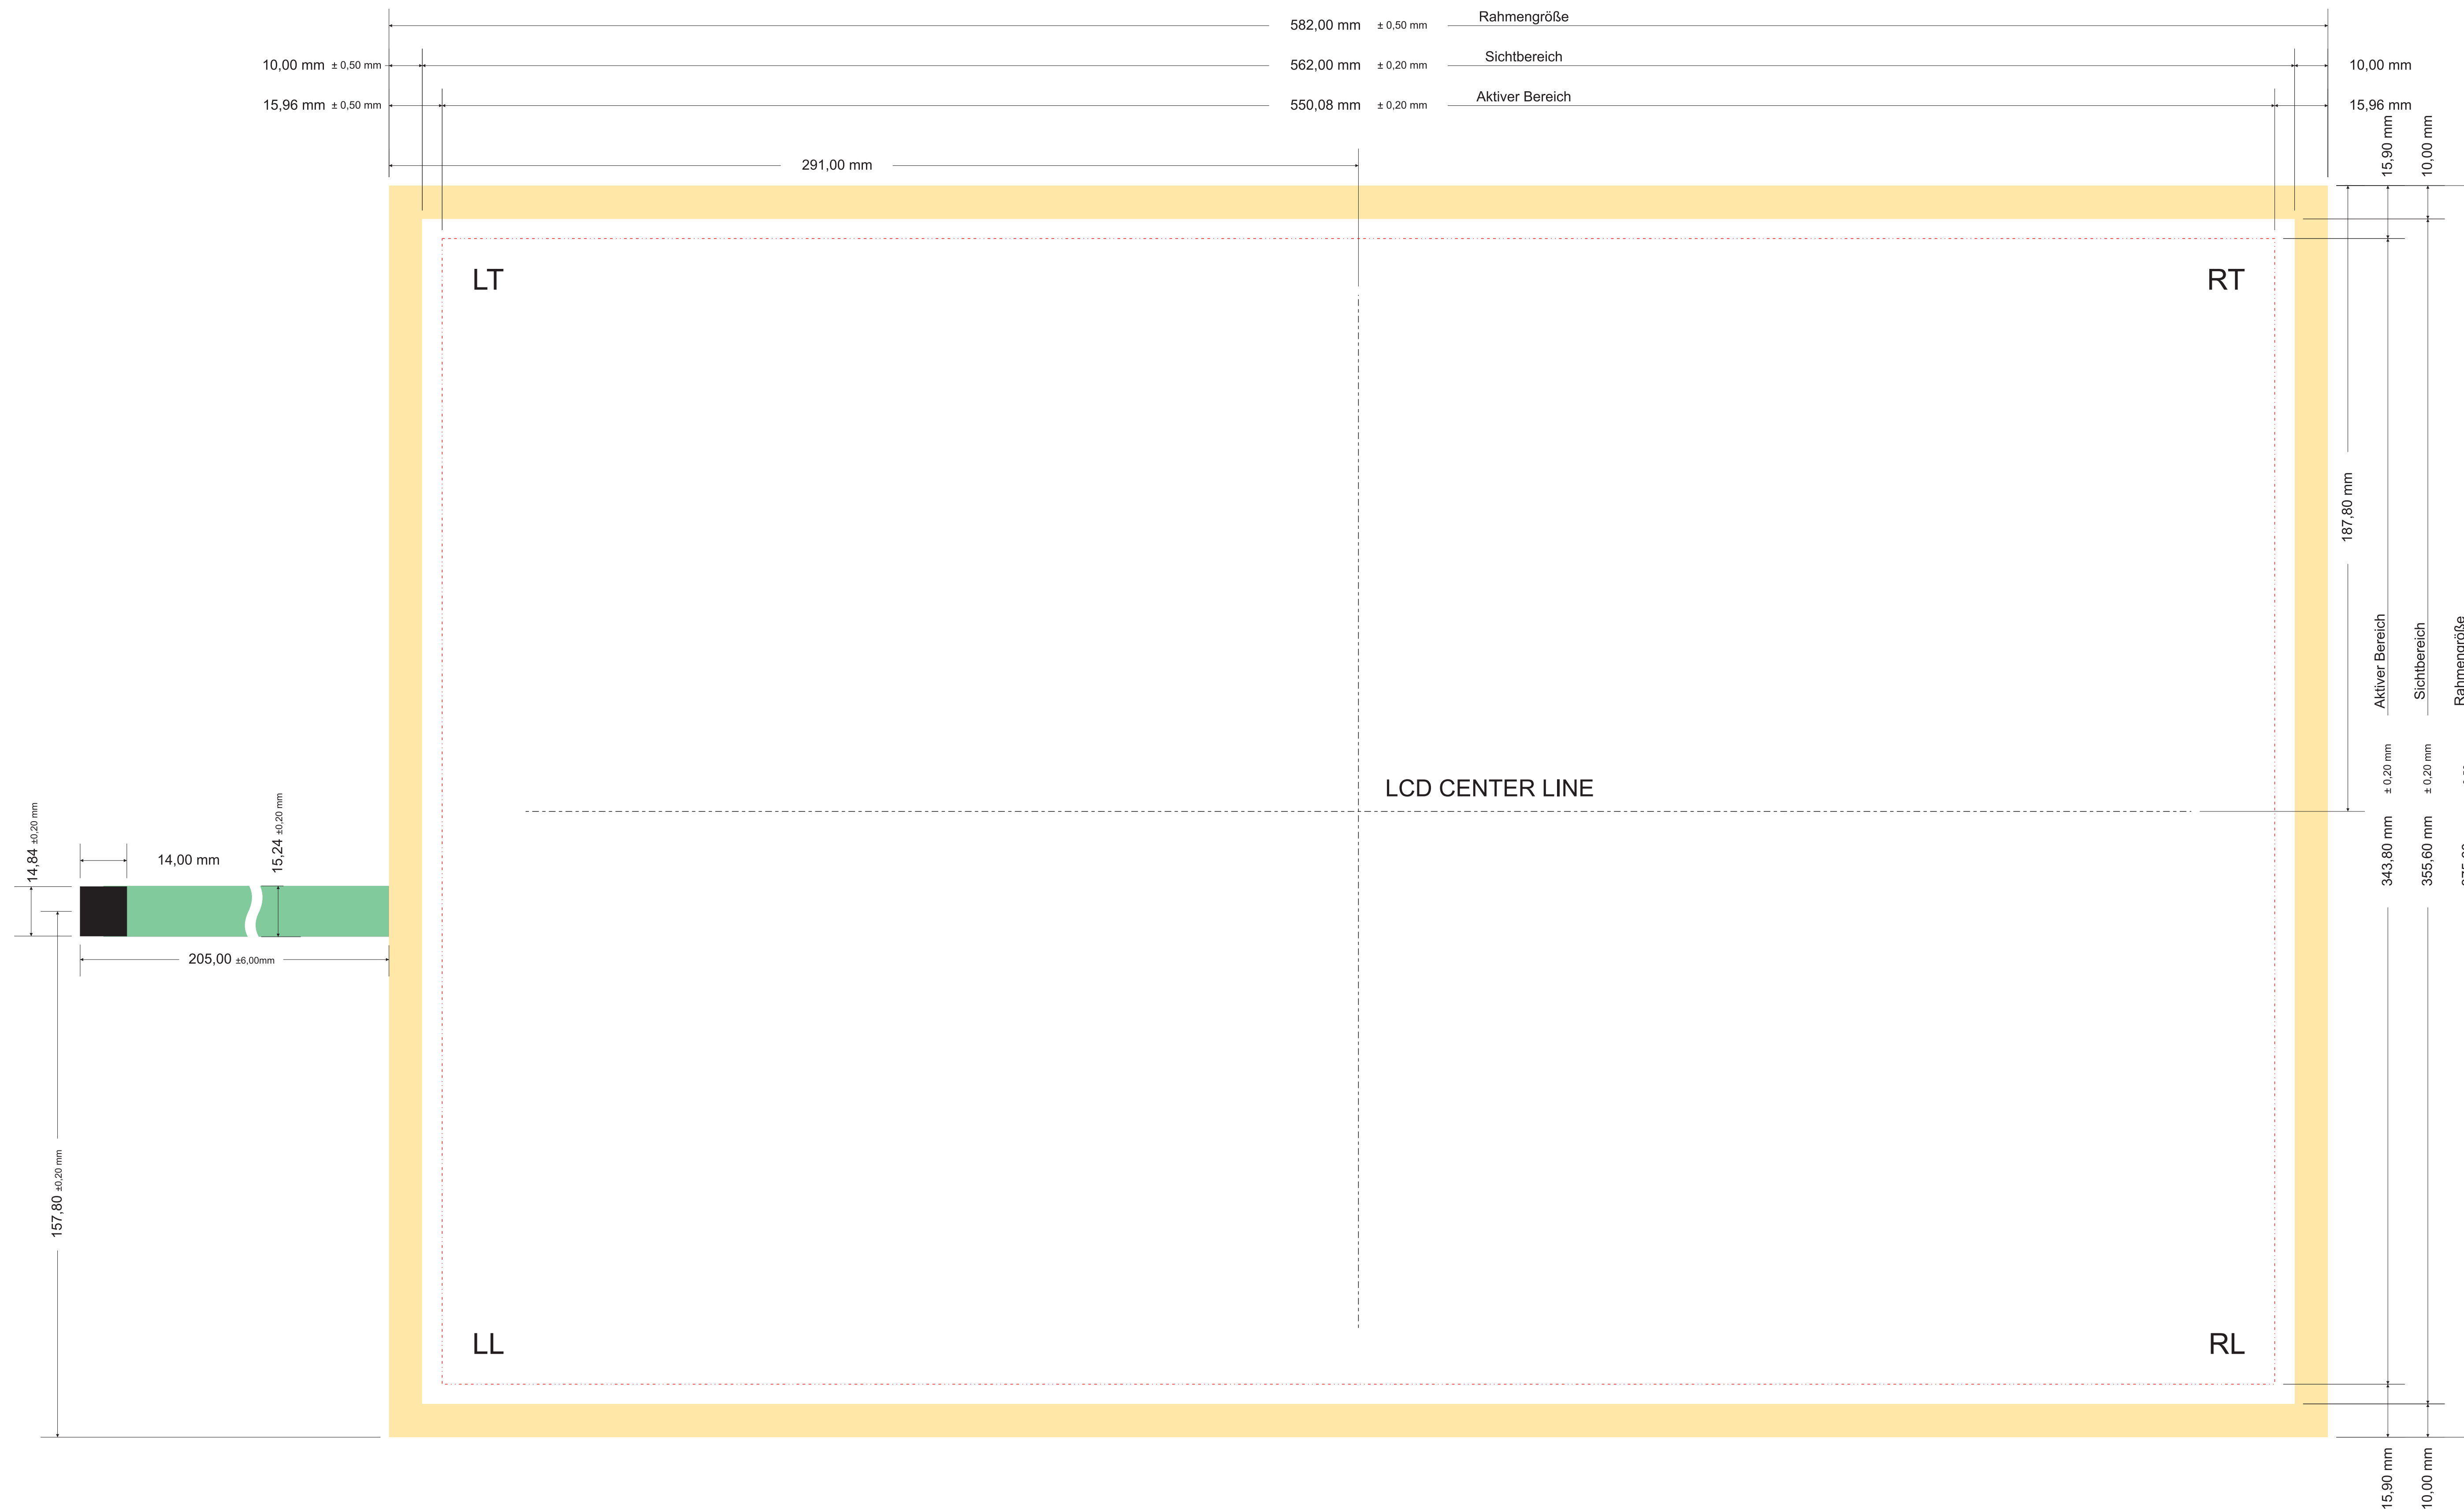 582,00 mm ± 0,50 mm Rahmengröße
10,00 mm ± 0,50 mm 562,00 mm ± 0,20 mm Sichtbereich 10,00 mm
15,96 mm ± 0,50 mm 550,08 mm ± 0,20 mm Aktiver Bereich 15,96 mm
15,90 mm
10,00 mm
291,00 mm
LT
RT
187,80 mm
Aktiver Bereich
Sichtbereich
Rahmengröße
LCD CENTER LINE
343,80 mm ± 0,20 mm
355,60 mm ± 0,20 mm
14,84 ±0,20 mm
14,00 mm
15,24 ±0,20 mm
205,00 ±6,00mm
157,80 ±0,20 mm
LL
RL
15,90 mm
10,00 mm